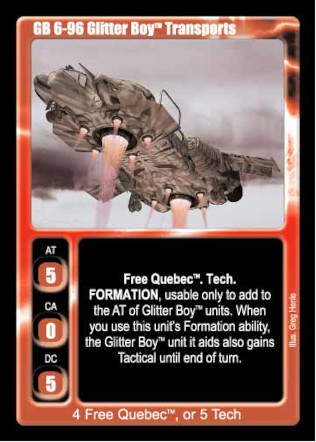 GB 6-96 Glitter Boy™ Transports
AT
5
CA
0
DC
5
Free Quebec™. Tech.
FORMATION, usable only to add to
the AT of Glitter Boy™ units. When
you use this unit's Formation ability,
the Glitter Boy™ unit it aids also gains
Tactical until end of turn.
Illus. Greg Henle
4 Free Quebec™, or 5 Tech